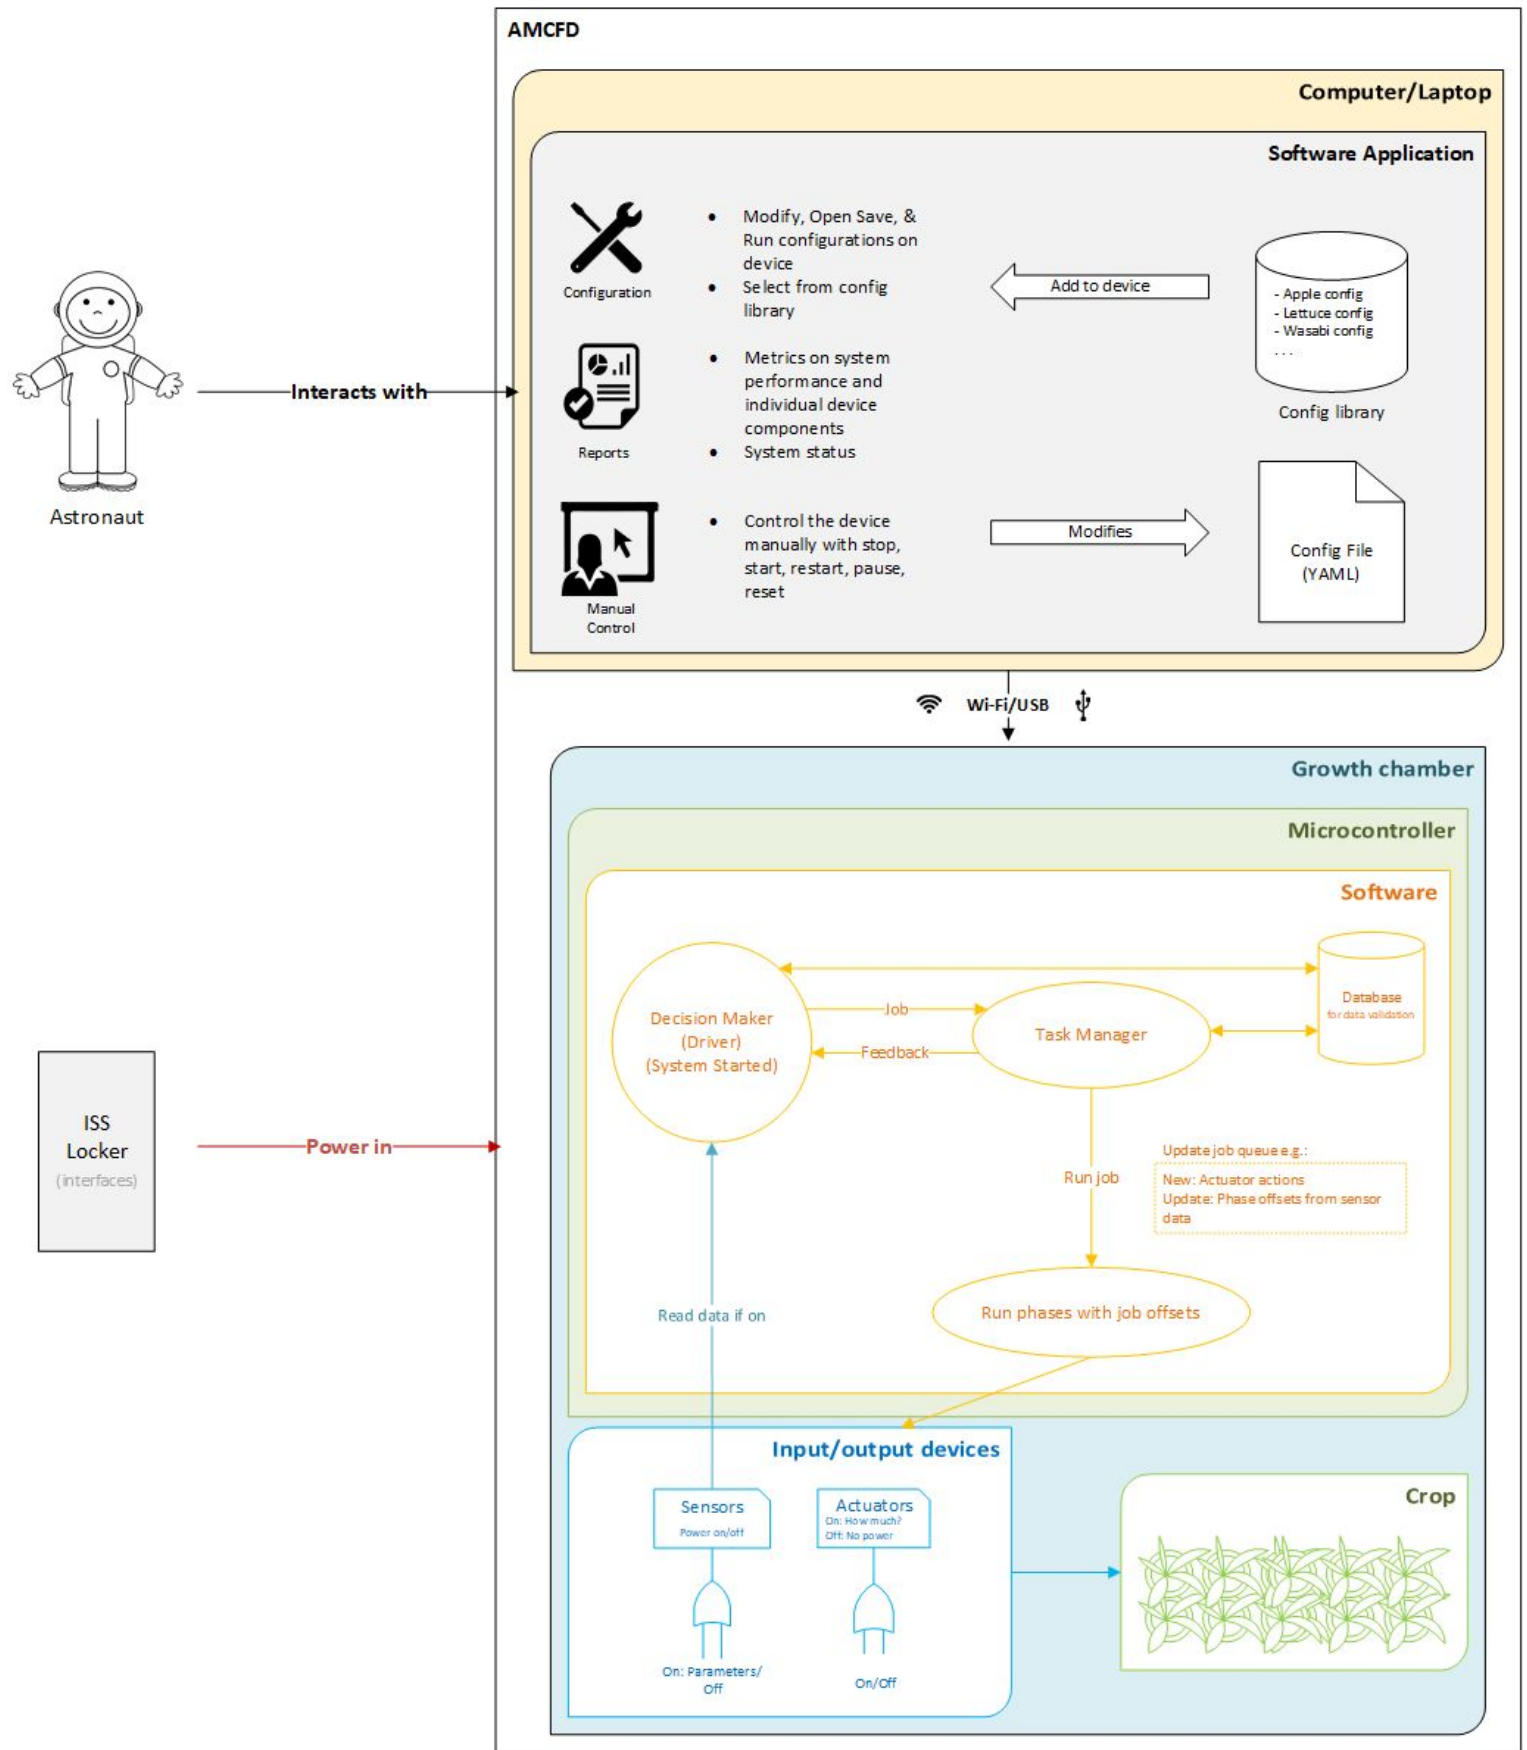 AMCFD
Computer/Laptop
Software Application
Configuration
• Modify, Open Save, &
Run configurations on
device
• Select from config
library
Add to device
- Apple config
- Lettuce config
- Wasabi config
. . .
Config library
Reports
• Metrics on system
performance and
individual device
components
• System status
Manual
Control
• Control the device
manually with stop,
start, restart, pause,
reset
Modifies
Config File
(YAML)
Astronaut
Interacts with
Wi-Fi/USB
Growth chamber
Microcontroller
Software
Decision Maker
(Driver)
(System Started)
Job
Feedback
Task Manager
Database
for data validation
Run job
Update job queue e.g.:
New: Actuator actions
Update: Phase offsets from sensor
data
Run phases with job offsets
Read data if on
ISS
Locker
(interfaces)
Power in
Input/output devices
Sensors
Power on/off
Actuators
On: How much?
Off: No power
On: Parameters/
Off
On/Off
Crop